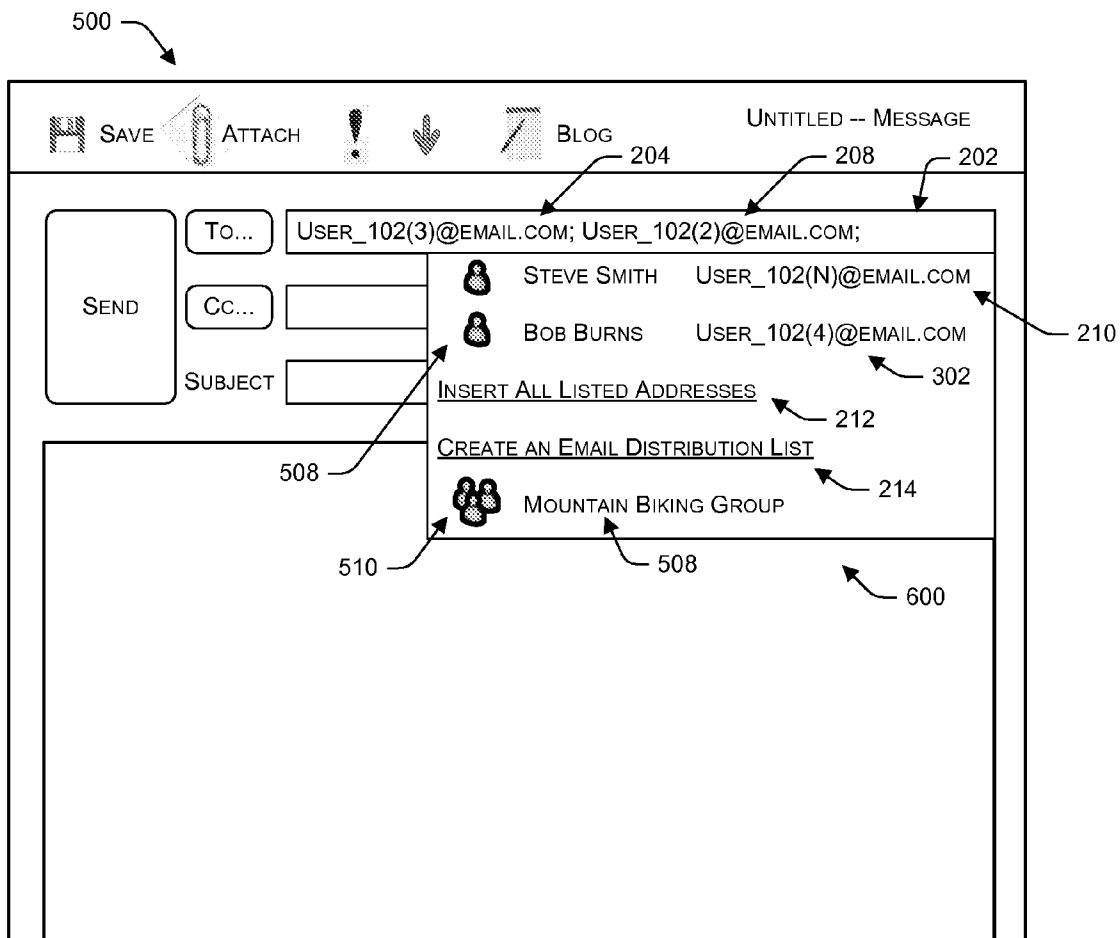 500
SAVE ATTACH BLOG UNTITLED -- MESSAGE
204 208 202
TO... USER_102(3)@EMAIL.COM; USER_102(2)@EMAIL.COM;
STEVE SMITH USER_102(N)@EMAIL.COM
SEND CC... 210
BOB BURNS USER_102(4)@EMAIL.COM
302
SUBJECT
INSERT ALL LISTED ADDRESSES
212
CREATE AN EMAIL DISTRIBUTION LIST
508 214
MOUNTAIN BIKING GROUP
510 508
600